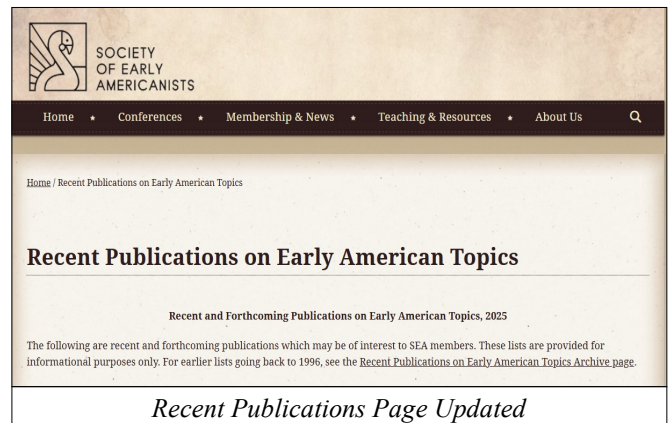 SOCIETY
OF EARLY
AMERICANISTS
Home ★ Conferences ★ Membership & News ★ Teaching & Resources ★ About Us
Home / Recent Publications on Early American Topics
Recent Publications on Early American Topics
Recent and Forthcoming Publications on Early American Topics, 2025
The following are recent and forthcoming publications which may be of interest to SEA members. These lists are provided for
informational purposes only. For earlier lists going back to 1996, see the Recent Publications on Early American Topics Archive page.
Recent Publications Page Updated